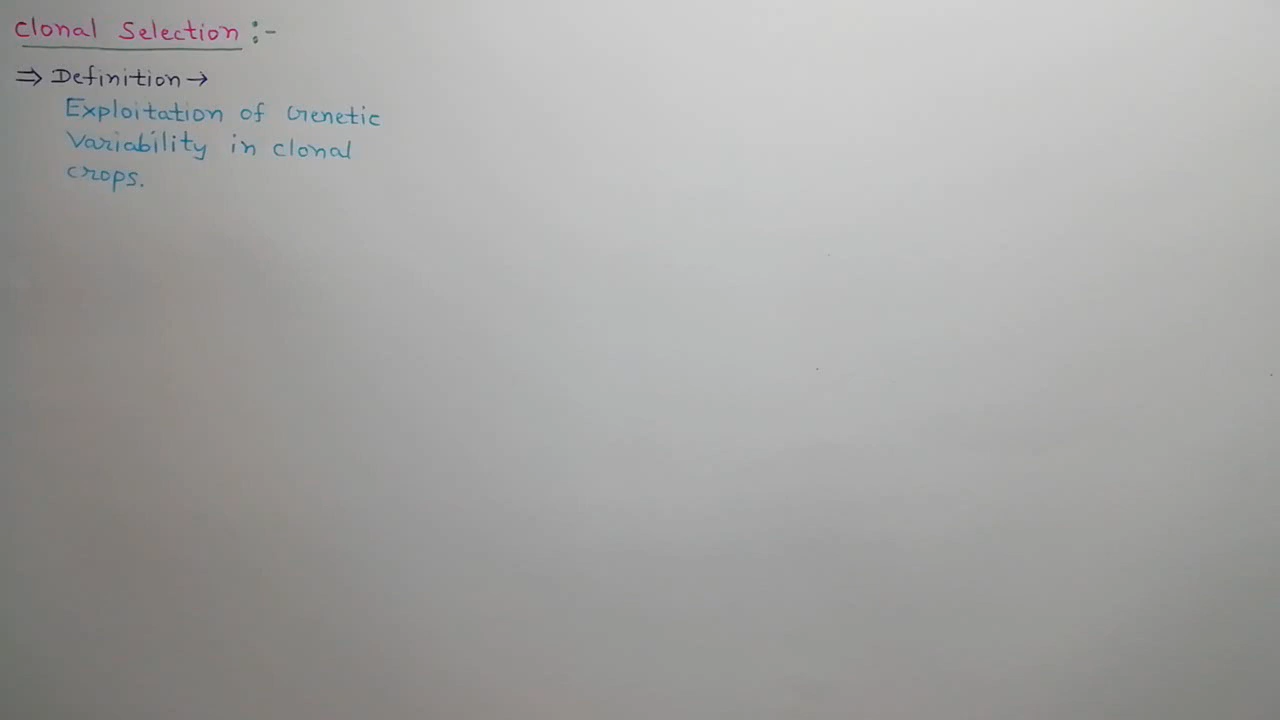 Clonal Selection :-
⇒ Definition →
Exploitation of Genetic
Variability in clonal
crops.